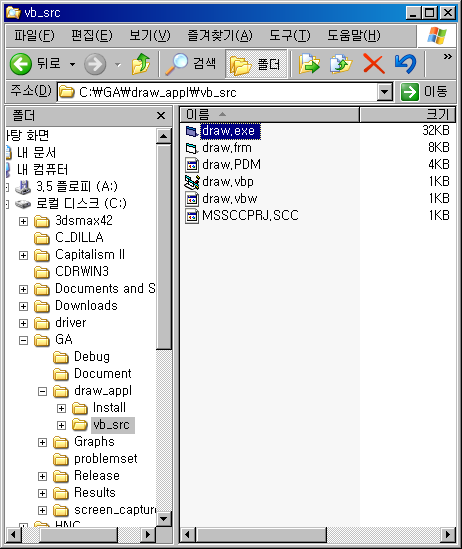 vb_src
파일(F) 편집(E) 보기(V) 즐겨찾기(A) 도구(T) 도움말(H)
뒤로 검색 폴더 »
주소(D) C:\GA\draw_appl\vb_src 이동
폴더
바탕 화면
내 문서
내 컴퓨터
3,5 플로피 (A:)
로컬 디스크 (C:)
3dsmax42
C_DILLA
Capitalism II
CDRWIN3
Documents and S
Downloads
driver
GA
Debug
Document
draw_appl
Install
vb_src
Graphs
problemset
Release
Results
screen_capture
HNC
이름 크기
draw,exe 32KB
draw,frm 8KB
draw,PDM 4KB
draw,vbp 1KB
draw,vbw 1KB
MSSCCPRJ,SCC 1KB